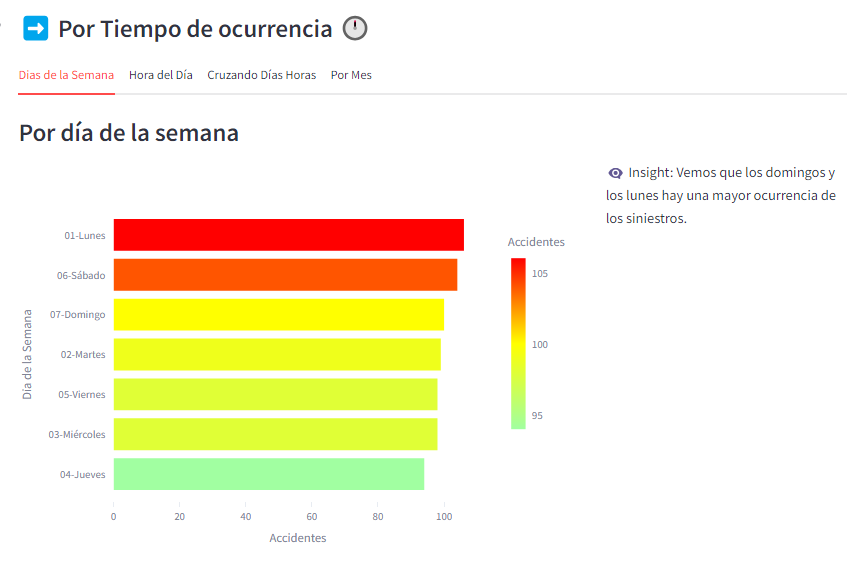 Por Tiempo de ocurrencia
Dias de la Semana Hora del Día Cruzando Días Horas Por Mes
Por día de la semana
Insight: Vemos que los domingos y
los lunes hay una mayor ocurrencia de
los siniestros.
Dia de la Semana
01-Lunes
06-Sábado
07-Domingo
02-Martes
05-Viernes
03-Miércoles
04-Jueves
0 20 40 60 80 100
Accidentes
Accidentes
105
100
95